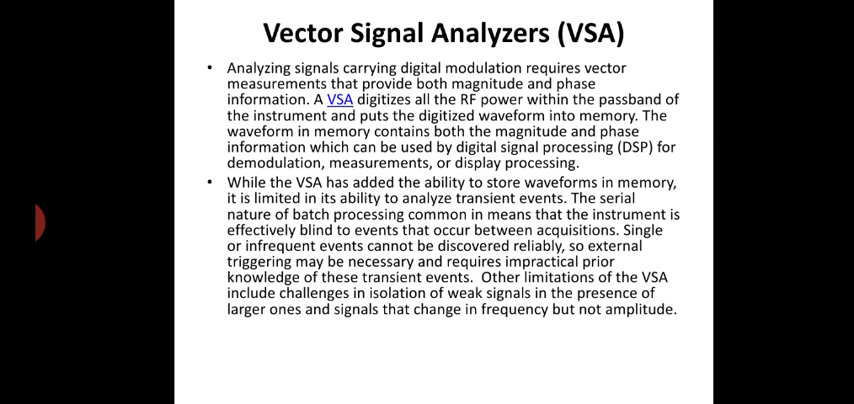 Vector Signal Analyzers (VSA)
• Analyzing signals carrying digital modulation requires vector
measurements that provide both magnitude and phase
information. A VSA digitizes all the RF power within the passband of
the instrument and puts the digitized waveform into memory. The
waveform in memory contains both the magnitude and phase
information which can be used by digital signal processing (DSP) for
demodulation, measurements, or display processing.
• While the VSA has added the ability to store waveforms in memory,
it is limited in its ability to analyze transient events. The serial
nature of batch processing common in means that the instrument is
effectively blind to events that occur between acquisitions. Single
or infrequent events cannot be discovered reliably, so external
triggering may be necessary and requires impractical prior
knowledge of these transient events.  Other limitations of the VSA
include challenges in isolation of weak signals in the presence of
larger ones and signals that change in frequency but not amplitude.